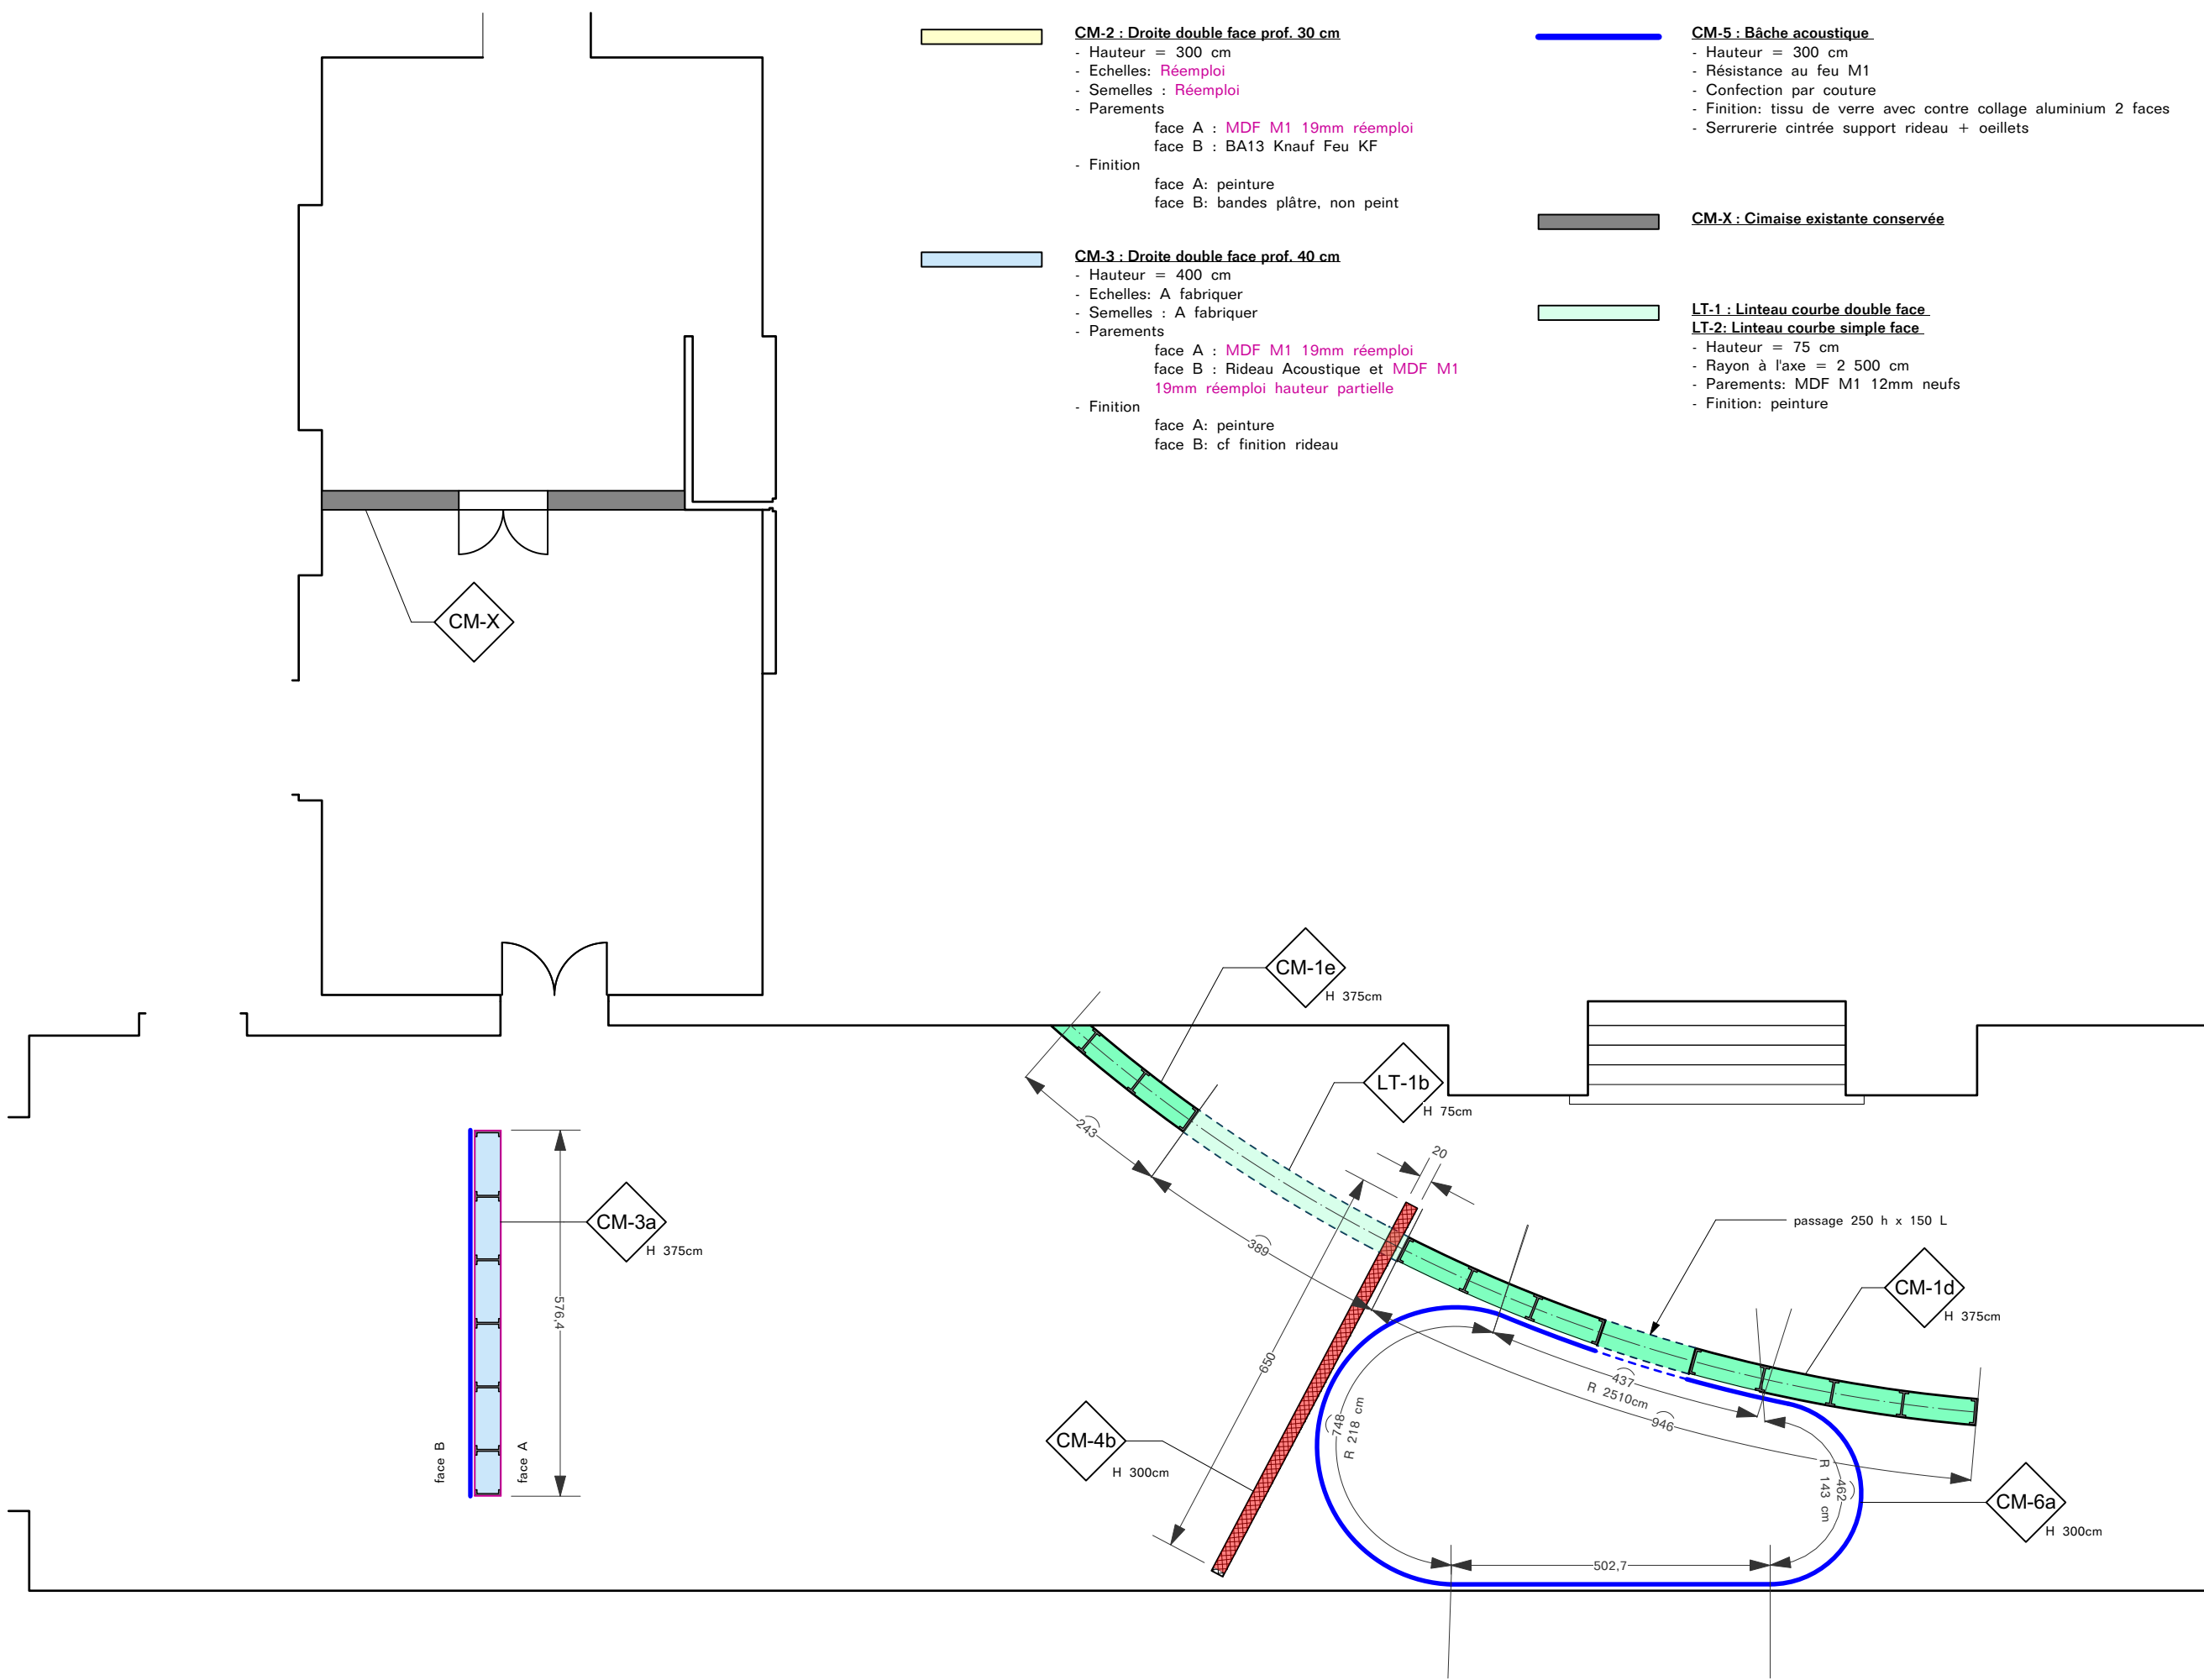 CM-2 : Droite double face prof. 30 cm
- Hauteur = 300 cm
- Echelles: Réemploi
- Semelles : Réemploi
- Parements
face A : MDF M1 19mm réemploi
face B : BA13 Knauf Feu KF
- Finition
face A: peinture
face B: bandes plâtre, non peint
CM-3 : Droite double face prof. 40 cm
- Hauteur = 400 cm
- Echelles: A fabriquer
- Semelles : A fabriquer
- Parements
face A : MDF M1 19mm réemploi
face B : Rideau Acoustique et MDF M1
19mm réemploi hauteur partielle
- Finition
face A: peinture
face B: cf finition rideau
CM-5 : Bâche acoustique
- Hauteur = 300 cm
- Résistance au feu M1
- Confection par couture
- Finition: tissu de verre avec contre collage aluminium 2 faces
- Serrurerie cintrée support rideau + oeillets
CM-X : Cimaise existante conservée
LT-1 : Linteau courbe double face
LT-2: Linteau courbe simple face
- Hauteur = 75 cm
- Rayon à l'axe = 2 500 cm
- Parements: MDF M1 12mm neufs
- Finition: peinture
CM-X
CM-1e
H 375cm
LT-1b
H 75cm
243
20
CM-3a
H 375cm
passage 250 h x 150 L
389
CM-1d
H 375cm
576,4
650
437
R 2510cm
946
748
R 218 cm
CM-4b
H 300cm
face B
face A
462
R 143 cm
CM-6a
H 300cm
502,7